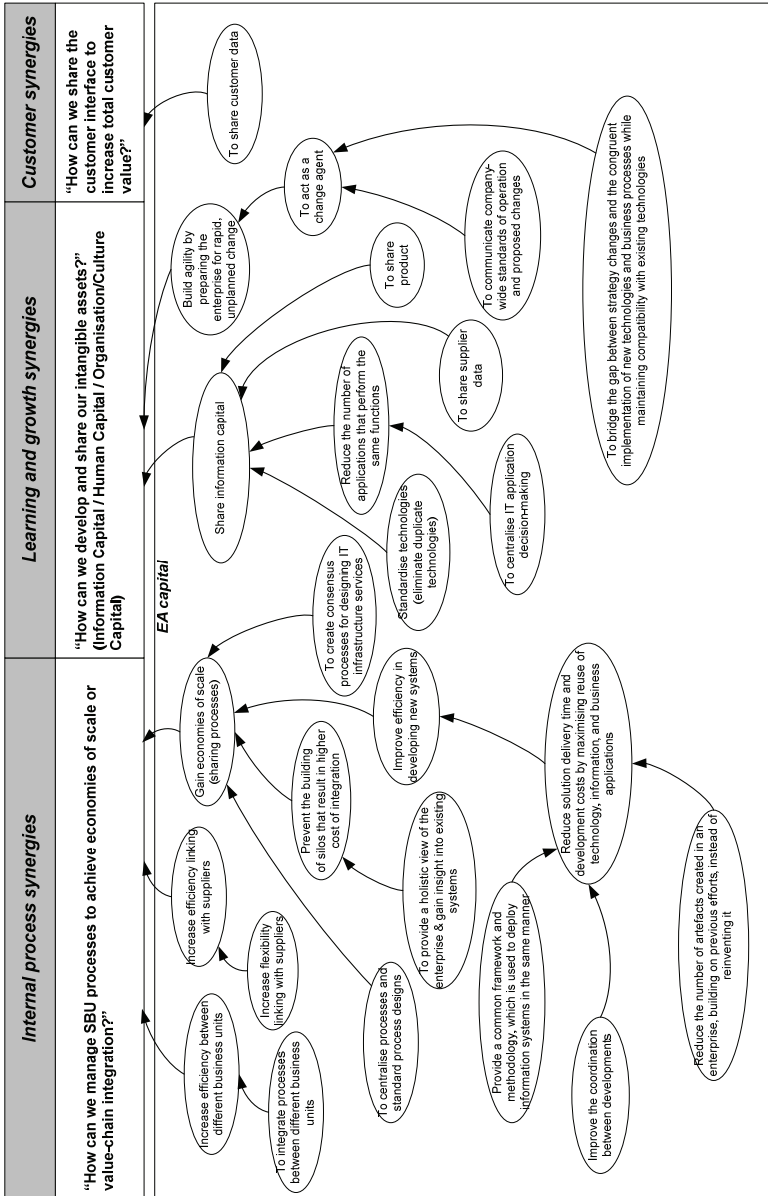 Internal process synergies
Learning and growth synergies
Customer synergies
"How can we manage SBU processes to achieve economies of scale or
value-chain integration?"
"How can we develop and share our intangible assets?"
(Information Capital / Human Capital / Organisation/Culture
Capital)
"How can we share the
customer interface to
increase total customer
value?"
EA capital
Increase efficiency between
different business units
To integrate processes
between different business
units
Increase efficiency linking
with suppliers
Increase flexibility
linking with suppliers
Gain economies of scale
(sharing processes)
To create consensus
processes for designing IT
infrastructure services
Prevent the building
of silos that result in higher
cost of integration
Improve efficiency in
developing new systems
To centralise processes and
standard process designs
To provide a holistic view of the
enterprise & gain insight into existing
systems
Provide a common framework and
methodology, which is used to deploy
information systems in the same manner
Reduce solution delivery time and
development costs by maximising reuse of
technology, information, and business
applications
Improve the coordination
between developments
Reduce the number of artefacts created in an
enterprise, building on previous efforts, instead of
reinventing it
Share information capital
Standardise technologies
(eliminate duplicate
technologies)
Reduce the number of
applications that perform the
same functions
To centralise IT application
decision-making
To share supplier
data
To share
product
Build agility by
preparing the
enterprise for rapid,
unplanned change
To act as a
change agent
To communicate company-
wide standards of operation
and proposed changes
To bridge the gap between strategy changes and the congruent
implementation of new technologies and business processes while
maintaining compatibility with existing technologies
To share customer data